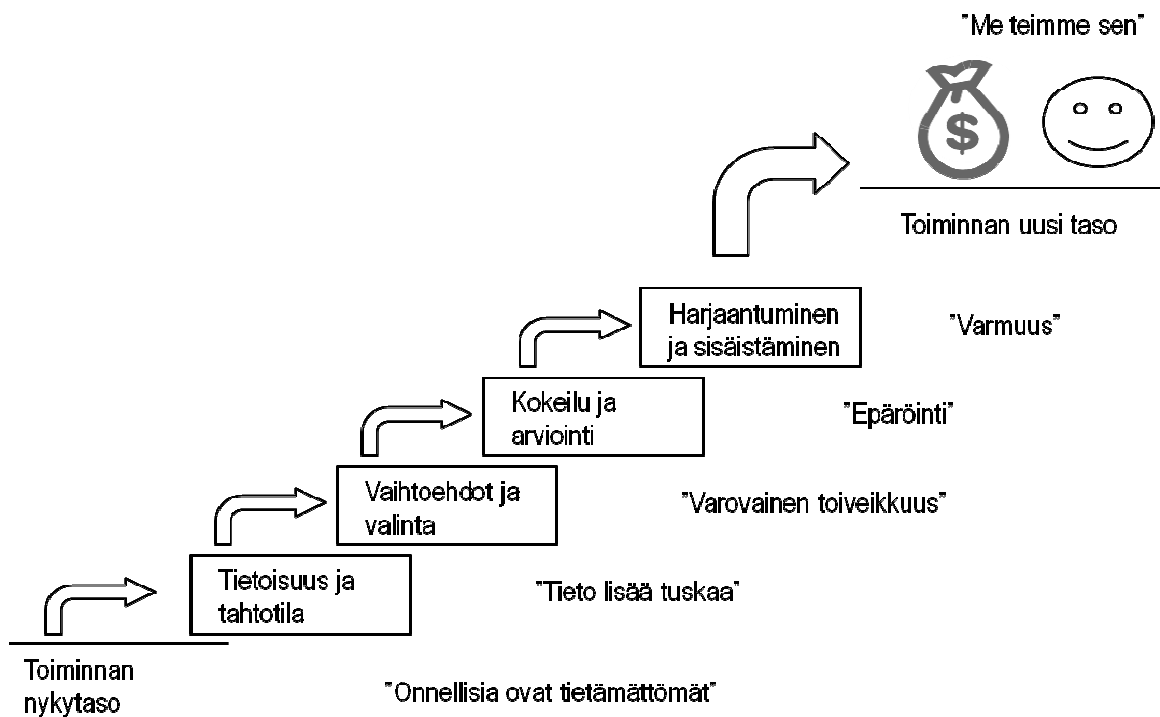 "Me teimme sen"
$
Toiminnan uusi taso
Harjaantuminen
ja sisäistäminen
"Varmuus"
Kokeilu ja
arviointi
"Epäröinti"
Vaihtoehdot ja
valinta
"Varovainen toiveikkuus"
Tietoisuus ja
tahtotila
"Tieto lisää tuskaa"
Toiminnan
nykytaso
"Onnellisia ovat tietämättömät"